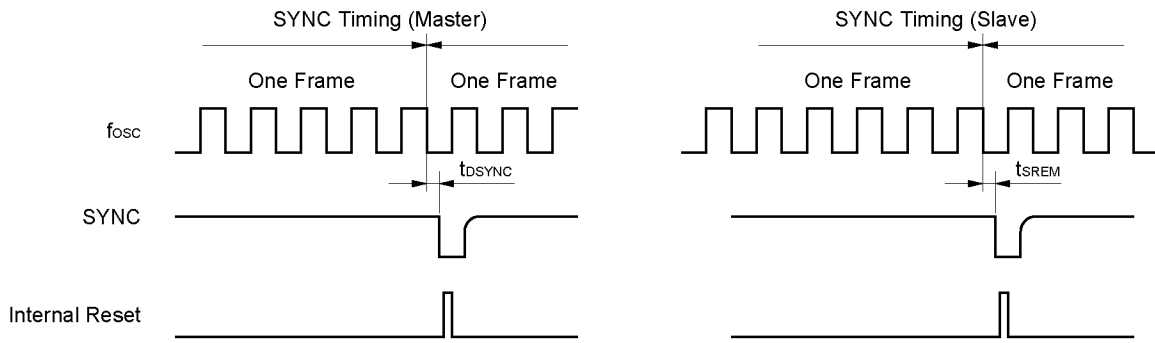 SYNC Timing (Master)
SYNC Timing (Slave)
One Frame
One Frame
One Frame
One Frame
fOSC
tDSYNC
tSREM
SYNC
Internal Reset